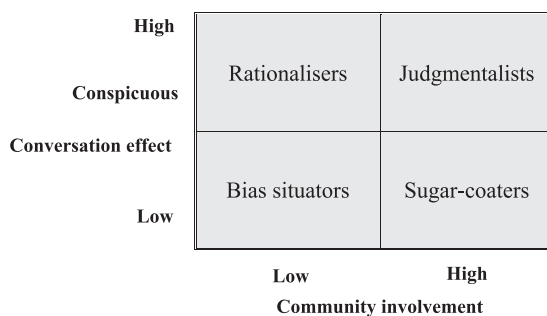 High
Rationalisers Judgmentalists
Conspicuous
Conversation effect
Bias situators Sugar-coaters
Low
Low High
Community involvement